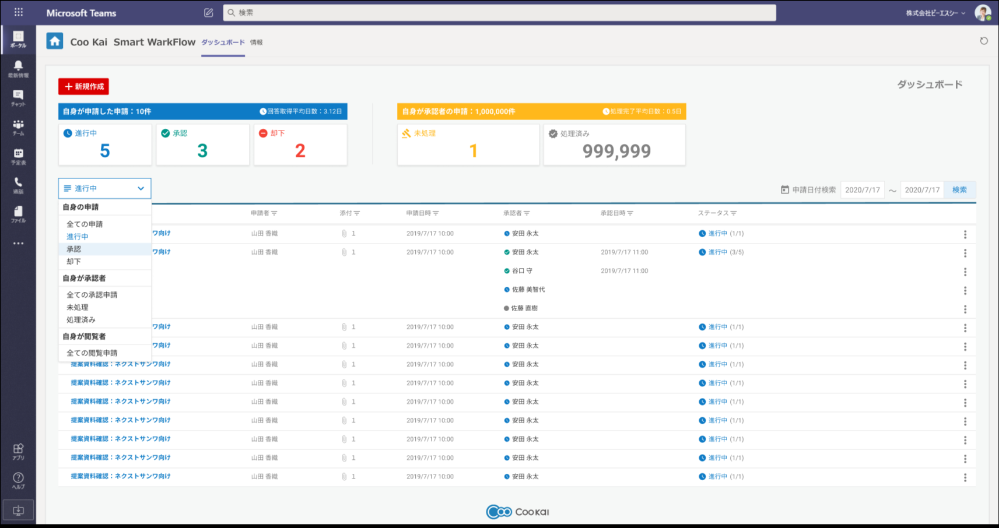 Microsoft Teams
検索
株式会社ピーエスシー
ポータル
最新情報
チャット
チーム
予定表
通話
ファイル
アプリ
ヘルプ
Coo Kai Smart WarkFlow ダッシュボード 情報
新規作成
ダッシュボード
自身が申請した申請：10件 回答取得平均日数：3.12日
自身が承認者の申請：1,000,000件 処理完了平均日数：0.5日
進行中 承認 却下 未処理 処理済み
5 3 2 1 999,999
進行中
申請日付検索 2020/7/17 ～ 2020/7/17 検索
自身の申請
全ての申請
進行中
承認
却下
自身が承認者
全ての承認申請
未処理
処理済み
自身が閲覧者
全ての閲覧申請
申請者 添付 申請日時 承認者 承認日時 ステータス
ワ向け 山田 香織 1 2019/7/17 10:00 安田 永太 進行中 (1/1)
ワ向け 山田 香織 1 2019/7/17 10:00 安田 永太 2019/7/17 11:00 進行中 (3/5)
谷口 守 2019/7/17 11:00
佐藤 美智代
佐藤 直樹
ワ向け 山田 香織 1 2019/7/17 10:00 安田 永太 進行中 (1/1)
ワ向け 山田 香織 1 2019/7/17 10:00 安田 永太 進行中 (1/1)
提案資料確認：ネクストサンワ向け 山田 香織 1 2019/7/17 10:00 安田 永太 進行中 (1/1)
提案資料確認：ネクストサンワ向け 山田 香織 1 2019/7/17 10:00 安田 永太 進行中 (1/1)
提案資料確認：ネクストサンワ向け 山田 香織 1 2019/7/17 10:00 安田 永太 進行中 (1/1)
提案資料確認：ネクストサンワ向け 山田 香織 1 2019/7/17 10:00 安田 永太 進行中 (1/1)
提案資料確認：ネクストサンワ向け 山田 香織 1 2019/7/17 10:00 安田 永太 進行中 (1/1)
提案資料確認：ネクストサンワ向け 山田 香織 1 2019/7/17 10:00 安田 永太 進行中 (1/1)
提案資料確認：ネクストサンワ向け 山田 香織 1 2019/7/17 10:00 安田 永太 進行中 (1/1)
Coo Cookai